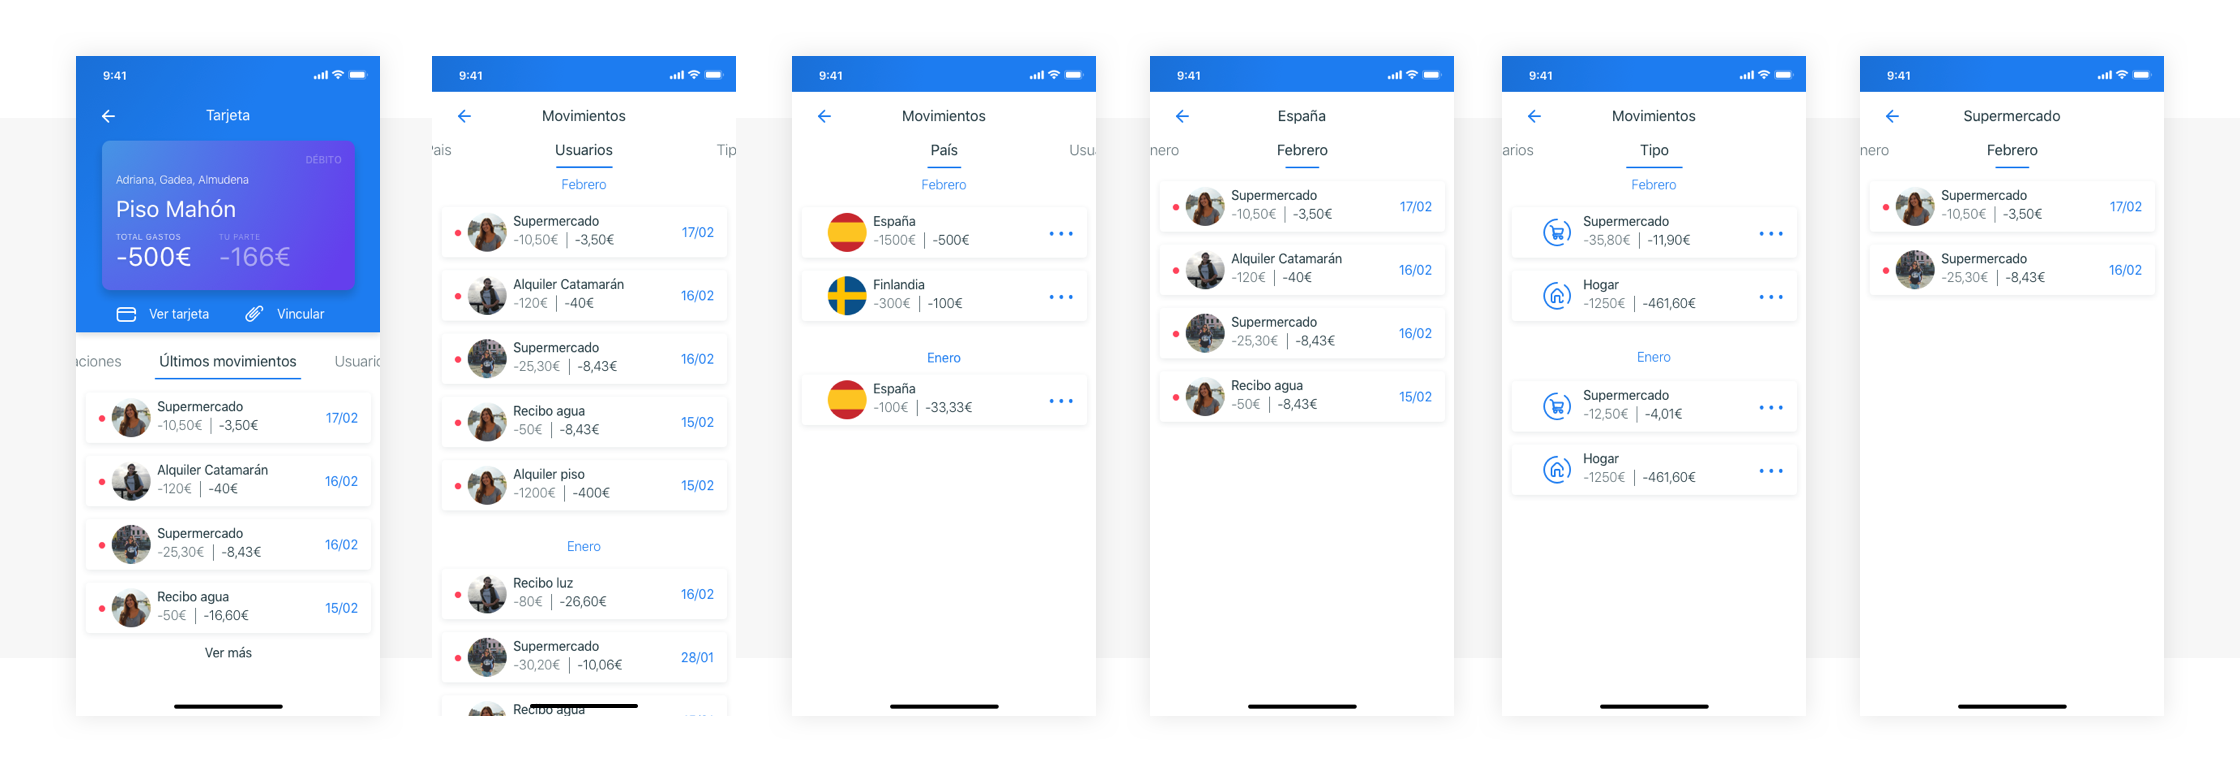 9:41
Tarjeta
DÉBITO
Adriana, Gadea, Almudena
Piso Mahón
TOTAL GASTOS TU PARTE
-500€ -166€
Ver tarjeta Vincular
aciones Últimos movimientos Usuario
Supermercado
-10,50€ | -3,50€ 17/02
Alquiler Catamarán
-120€ | -40€ 16/02
Supermercado
-25,30€ | -8,43€ 16/02
Recibo agua
-50€ | -16,60€ 15/02
Ver más
9:41
Movimientos
Pais Usuarios Tip
Febrero
Supermercado
-10,50€ | -3,50€ 17/02
Alquiler Catamarán
-120€ | -40€ 16/02
Supermercado
-25,30€ | -8,43€ 16/02
Recibo agua
-50€ | -8,43€ 15/02
Alquiler piso
-1200€ | -400€ 15/02
Enero
Recibo luz
-80€ | -26,60€ 16/02
Supermercado
-30,20€ | -10,06€ 28/01
Recibo agua
9:41
Movimientos
País Usua
Febrero
España
-1500€ | -500€
Finlandia
-300€ | -100€
Enero
España
-100€ | -33,33€
9:41
España
nero Febrero
Supermercado
-10,50€ | -3,50€ 17/02
Alquiler Catamarán
-120€ | -40€ 16/02
Supermercado
-25,30€ | -8,43€ 16/02
Recibo agua
-50€ | -8,43€ 15/02
9:41
Movimientos
arios Tipo
Febrero
Supermercado
-35,80€ | -11,90€
Hogar
-1250€ | -461,60€
Enero
Supermercado
-12,50€ | -4,01€
Hogar
-1250€ | -461,60€
9:41
Supermercado
nero Febrero
Supermercado
-10,50€ | -3,50€ 17/02
Supermercado
-25,30€ | -8,43€ 16/02